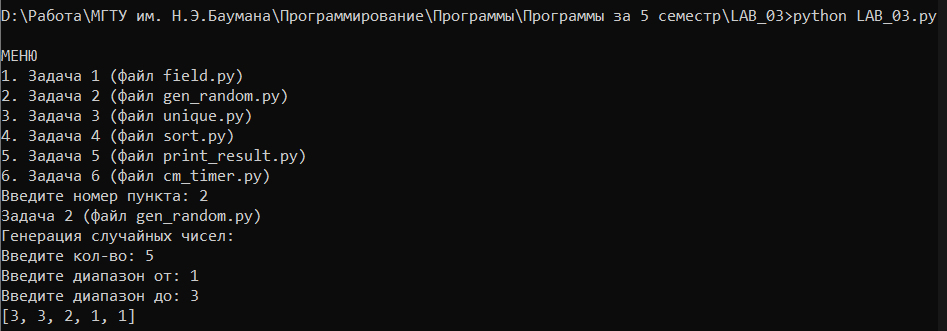 D:\Работа\МГТУ им. Н.Э.Баумана\Программирование\Программы\Программы за 5 семестр\LAB_03>python LAB_03.py
МЕНЮ
1. Задача 1 (файл field.py)
2. Задача 2 (файл gen_random.py)
3. Задача 3 (файл unique.py)
4. Задача 4 (файл sort.py)
5. Задача 5 (файл print_result.py)
6. Задача 6 (файл cm_timer.py)
Введите номер пункта: 2
Задача 2 (файл gen_random.py)
Генерация случайных чисел:
Введите кол-во: 5
Введите диапазон от: 1
Введите диапазон до: 3
[3, 3, 2, 1, 1]